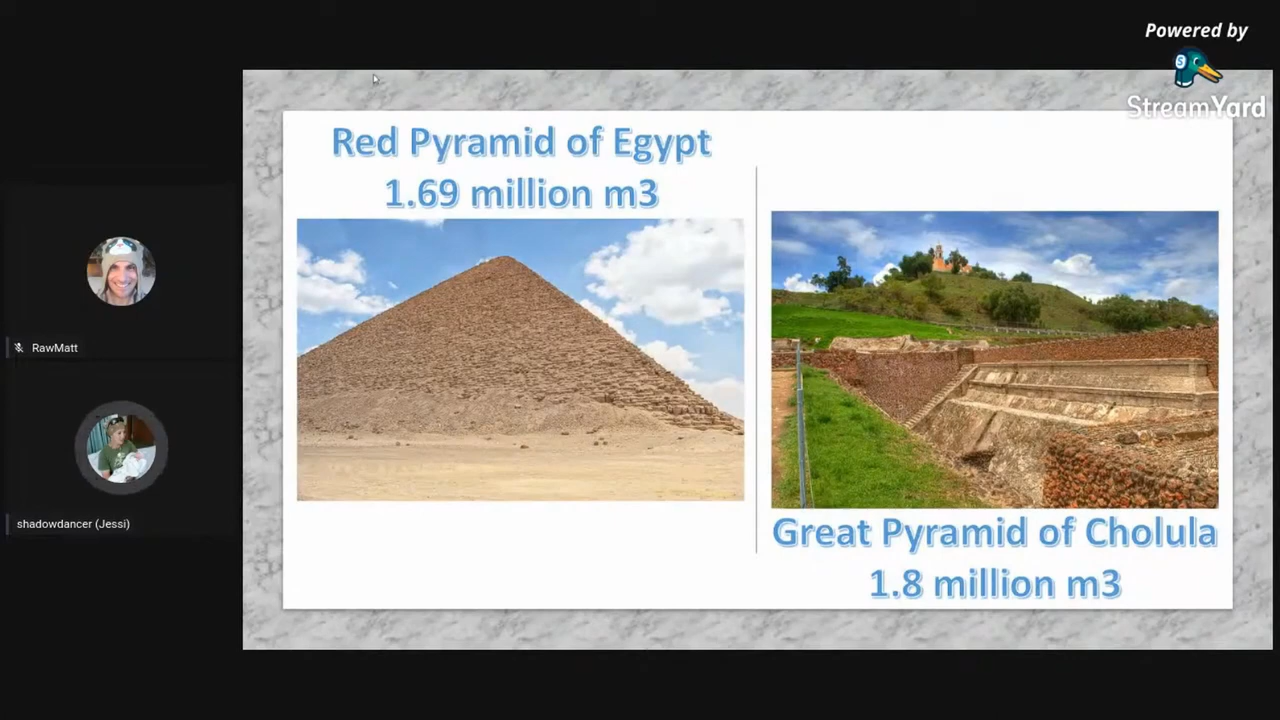 Powered by
StreamYard
Red Pyramid of Egypt
1.69 million m3
RawMatt
shadowdancer (Jessi)
Great Pyramid of Cholula
1.8 million m3